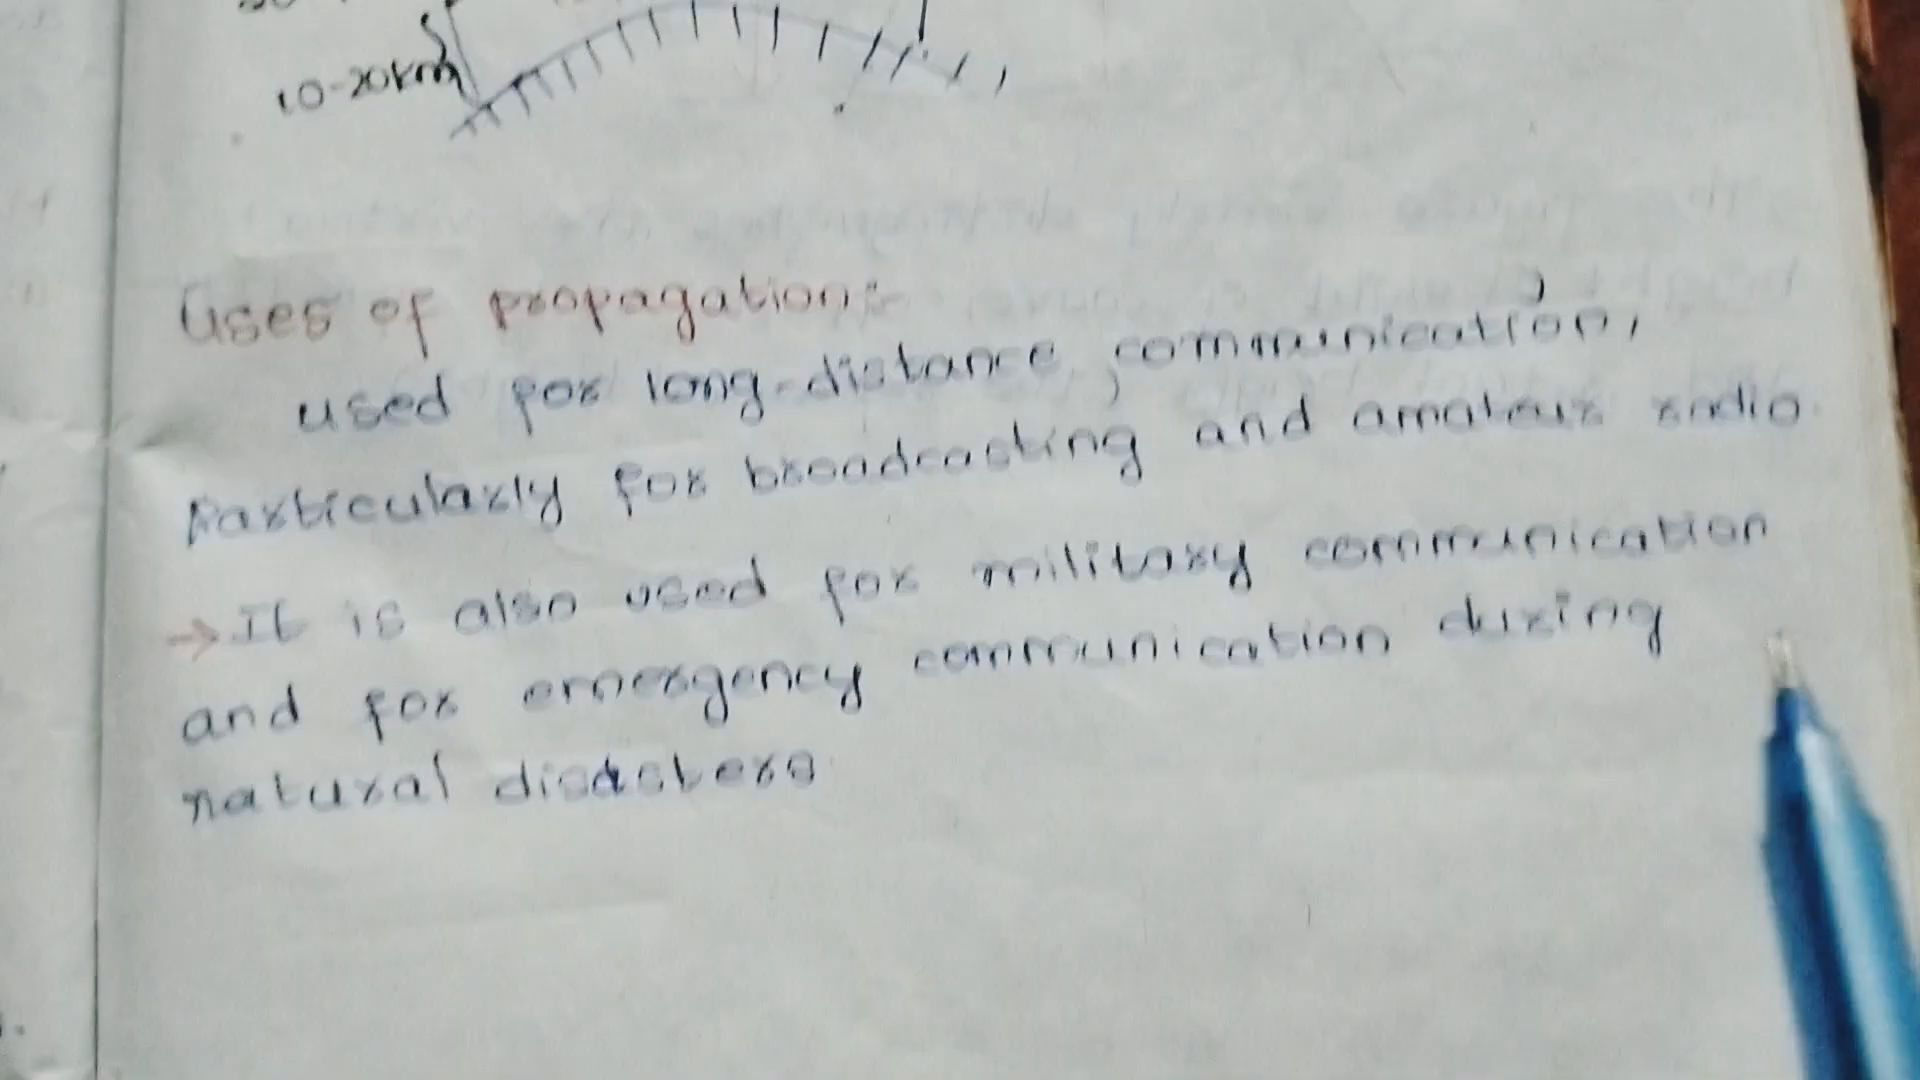 10-20km
Uses of propagation:-
used for long-distance communication,
Particularly for broadcasting and amateur radio.
→ It is also used for military communication
and for emergency communication during
natural disasters